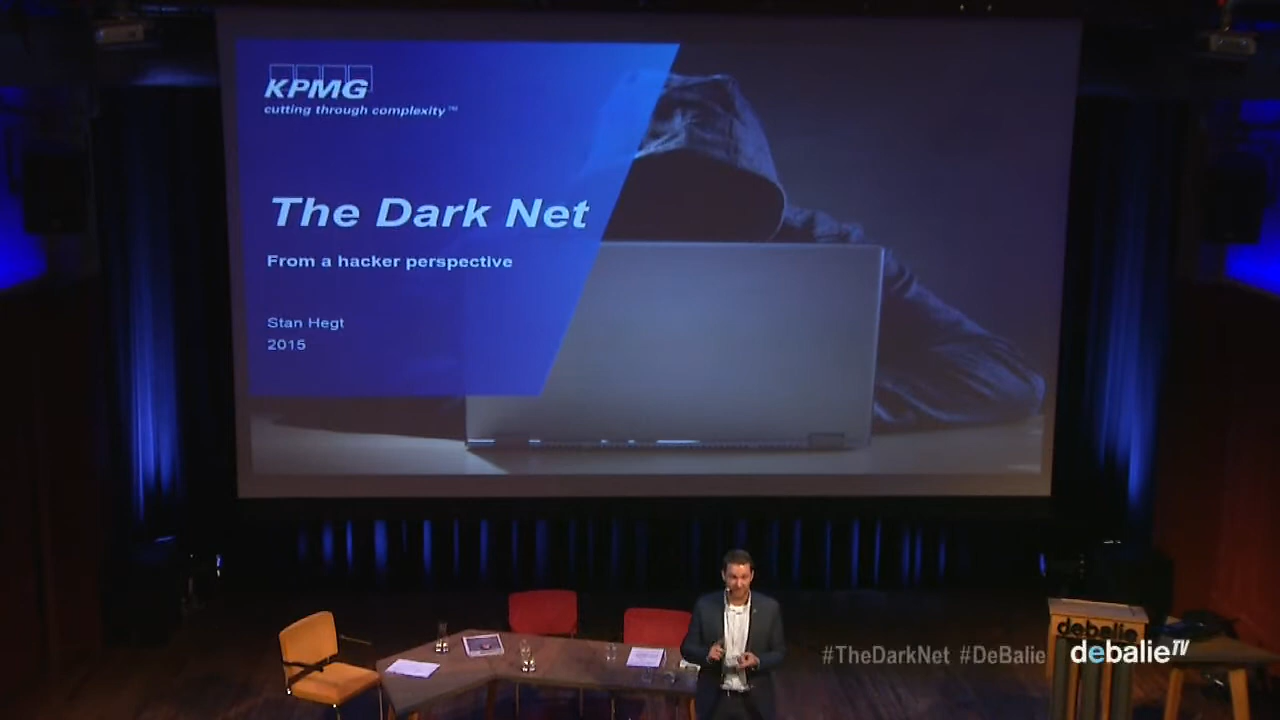 KPMG
cutting through complexity™
The Dark Net
From a hacker perspective
Stan Hegt
2015
debalie
#TheDarkNet #DeBalie
debalieTV